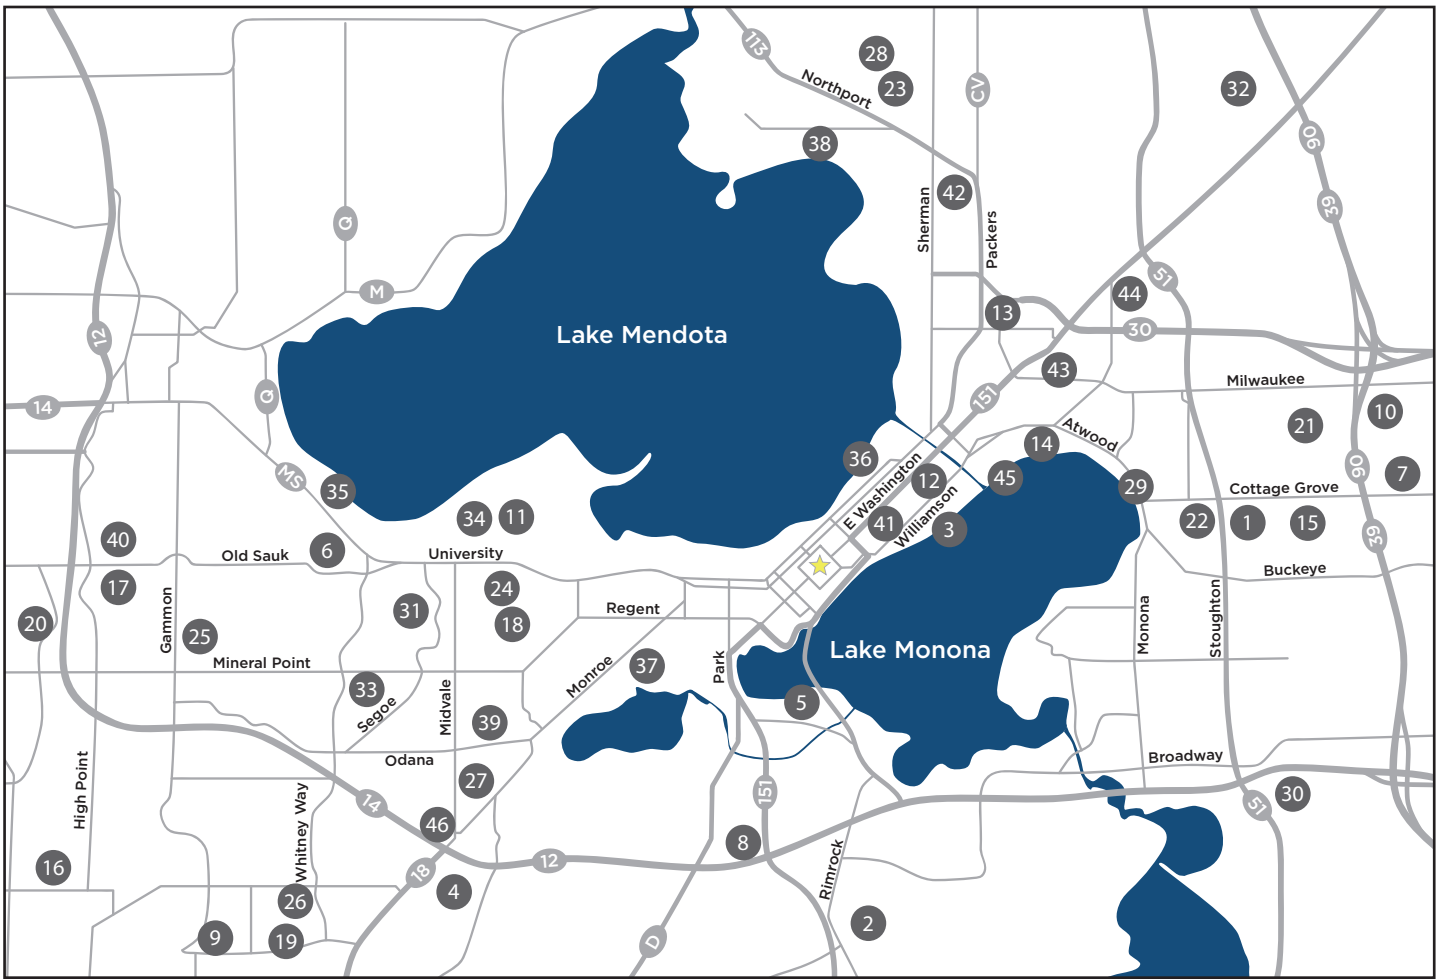 113
28
23
Northport
CV
32
90
38
42
39
Sherman
Packers
Q
M
51
44
13
30
12
Lake Mendota
43
Milwaukee
14
Q
151
10
21
14
Atwood
36
E Washington
90
7
MS
35
12
45
29
Cottage Grove
34
11
41
Williamson
3
22
1
15
39
40
Old Sauk
6
University
Buckeye
17
24
31
18
Regent
20
Gammon
25
Monona
Stoughton
Lake Monona
Mineral Point
37
Park
Monroe
33
Segoe
Midvale
39
5
Odana
Broadway
High Point
27
14
Whitney Way
151
51
30
46
8
12
18
16
4
Rimrock
26
9
19
2
D